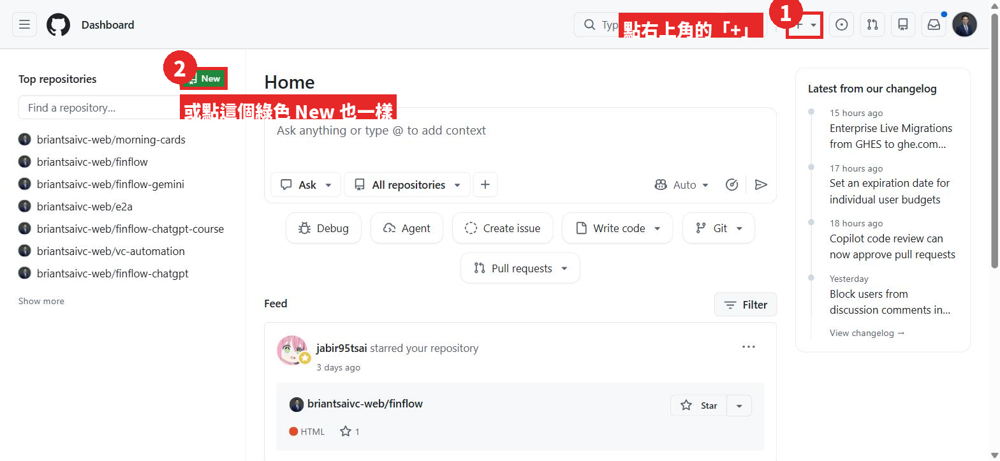 Dashboard
Typ
點右上角的「+」
1
2
Top repositories
New
Find a repository...
或點這個綠色 New 也一樣
briantsaivc-web/morning-cards
briantsaivc-web/finflow
briantsaivc-web/finflow-gemini
briantsaivc-web/e2a
briantsaivc-web/finflow-chatgpt-course
briantsaivc-web/vc-automation
briantsaivc-web/finflow-chatgpt
Show more
Home
Ask anything or type @ to add context
Ask
All repositories
Auto
Debug
Agent
Create issue
Write code
Git
Pull requests
Feed
Filter
jabir95tsai starred your repository
3 days ago
briantsaivc-web/finflow
Star
HTML
1
Latest from our changelog
15 hours ago
Enterprise Live Migrations
from GHES to ghe.com...
17 hours ago
Set an expiration date for
individual user budgets
18 hours ago
Copilot code review can
now approve pull requests
Yesterday
Block users from
discussion comments in...
View changelog →